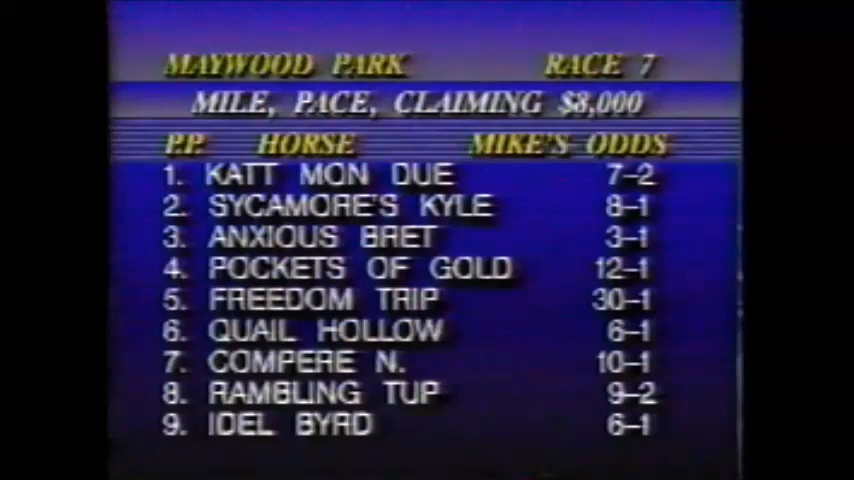 MAYWOOD PARK RACE 7
MILE, PACE, CLAIMING $8,000
P.P. HORSE MIKE'S ODDS
1. KATT MON DUE 7-2
2. SYCAMORE'S KYLE 8-1
3. ANXIOUS BRET 3-1
4. POCKETS OF GOLD 12-1
5. FREEDOM TRIP 30-1
6. QUAIL HOLLOW 6-1
7. COMPERE N. 10-1
8. RAMBLING TUP 9-2
9. IDEL BYRD 6-1